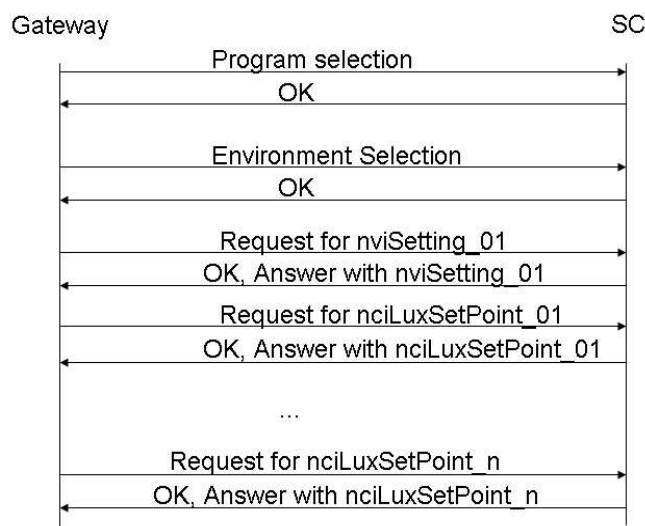 Gateway
SC
Program selection
OK
Environment Selection
OK
Request for nviSetting_01
OK, Answer with nviSetting_01
Request for nciLuxSetPoint_01
OK, Answer with nciLuxSetPoint_01
...
Request for nciLuxSetPoint_n
OK, Answer with nciLuxSetPoint_n